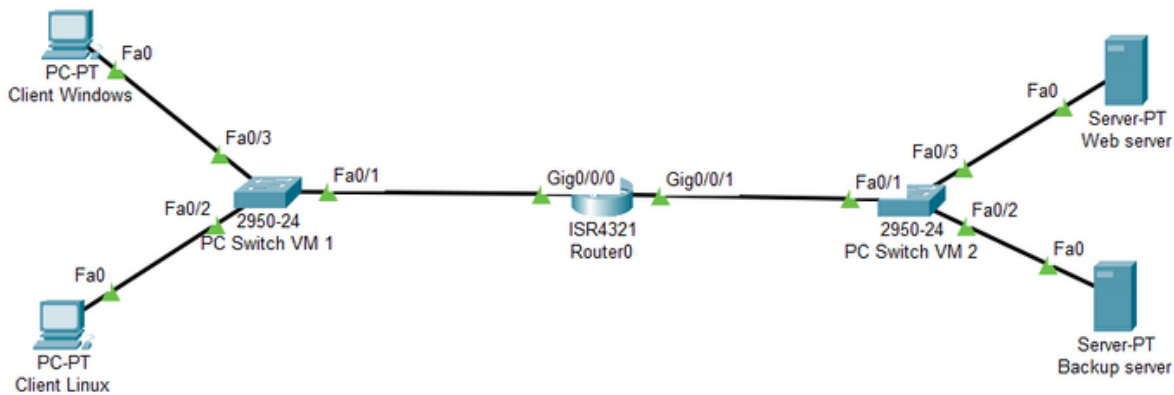 Fa0
PC-PT
Client Windows
Fa0/3
Fa0/1
Fa0/2
2950-24
PC Switch VM 1
Fa0
PC-PT
Client Linux
Gig0/0/0
Gig0/0/1
ISR4321
Router0
Fa0/1
Fa0/3
Fa0/2
2950-24
PC Switch VM 2
Fa0
Server-PT
Web server
Fa0
Server-PT
Backup server